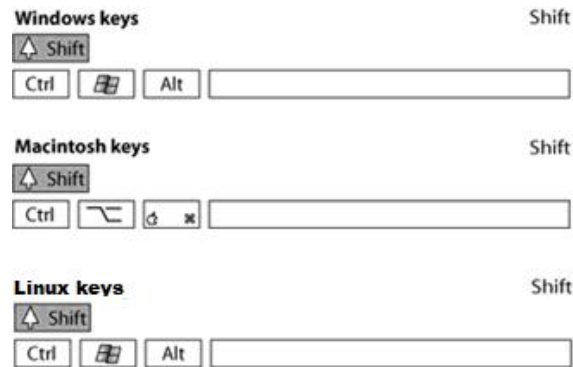 Windows keys Shift
Shift
Ctrl Alt
Macintosh keys Shift
Shift
Ctrl ⌥ ⌘
Linux keys Shift
Shift
Ctrl Alt